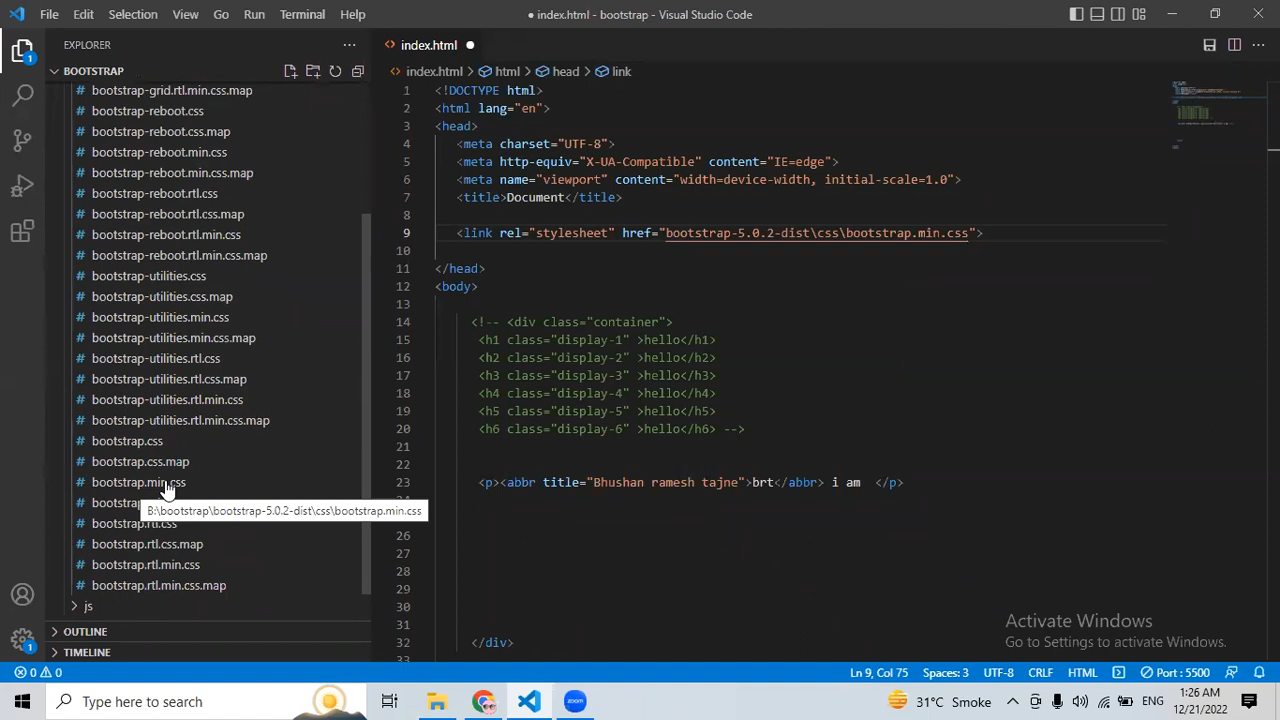 File Edit Selection View Go Run Terminal Help
● index.html - bootstrap - Visual Studio Code
EXPLORER
1
BOOTSTRAP
bootstrap-grid.rtl.min.css.map
# bootstrap-reboot.css
# bootstrap-reboot.css.map
# bootstrap-reboot.min.css
# bootstrap-reboot.min.css.map
# bootstrap-reboot.rtl.css
# bootstrap-reboot.rtl.css.map
# bootstrap-reboot.rtl.min.css
# bootstrap-reboot.rtl.min.css.map
# bootstrap-utilities.css
# bootstrap-utilities.css.map
# bootstrap-utilities.min.css
# bootstrap-utilities.min.css.map
# bootstrap-utilities.rtl.css
# bootstrap-utilities.rtl.css.map
# bootstrap-utilities.rtl.min.css
# bootstrap-utilities.rtl.min.css.map
# bootstrap.css
# bootstrap.css.map
# bootstrap.min.css
B:\bootstrap\bootstrap-5.0.2-dist\css\bootstrap.min.css
# bootstrap.rtl.css
# bootstrap.rtl.css.map
# bootstrap.rtl.min.css
# bootstrap.rtl.min.css.map
> js
OUTLINE
TIMELINE
1
<> index.html ●
<> index.html > html > head > link
1 <!DOCTYPE html>
2 <html lang="en">
3 <head>
4 <meta charset="UTF-8">
5 <meta http-equiv="X-UA-Compatible" content="IE=edge">
6 <meta name="viewport" content="width=device-width, initial-scale=1.0">
7 <title>Document</title>
8
9 <link rel="stylesheet" href="bootstrap-5.0.2-dist\css\bootstrap.min.css">
10
11 </head>
12 <body>
13
14 <!-- <div class="container">
15 <h1 class="display-1" >hello</h1>
16 <h2 class="display-2" >hello</h2>
17 <h3 class="display-3" >hello</h3>
18 <h4 class="display-4" >hello</h4>
19 <h5 class="display-5" >hello</h5>
20 <h6 class="display-6" >hello</h6> -->
21
22
23 <p><abbr title="Bhushan ramesh tajne">brt</abbr> i am </p>
26
27
28
29
30
31
32 </div>
33
Activate Windows
Go to Settings to activate Windows.
0 0
Ln 9, Col 75 Spaces: 3 UTF-8 CRLF HTML Port : 5500
Type here to search
zoom
31°C Smoke
1:26 AM
12/21/2022